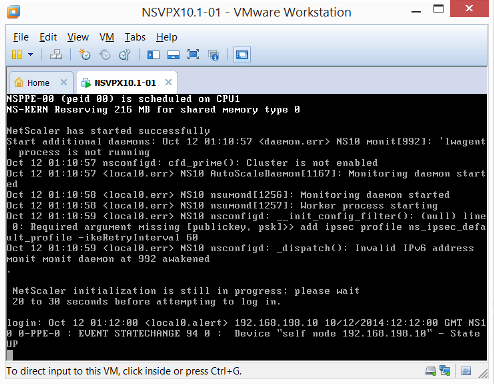 NSVPX10.1-01 - VMware Workstation
File Edit View VM Tabs Help
Home NSVPX10.1-01
NSPPE-00 (peid 00) is scheduled on CPU1
NS-KERN Reserving 216 MB for shared memory type 0
NetScaler has started successfully
Start additional daemons: Oct 12 01:10:57 <daemon.err> NS10 monit[992]: 'lwagent
' process is not running
Oct 12 01:10:57 nsconfigd: cfd_prime(): Cluster is not enabled
Oct 12 01:10:57 <local0.err> NS10 AutoScaleDaemon[1167]: Monitoring daemon start
ed
Oct 12 01:10:58 <local0.err> NS10 nsumond[1256]: Monitoring daemon started
Oct 12 01:10:58 <local0.err> NS10 nsumond[1257]: Worker process starting
Oct 12 01:10:59 <local0.err> NS10 nsconfigd: __init_config_filter(): (null) line
0: Required argument missing [publickey, psk]>> add ipsec profile ns_ipsec_defa
ult_profile -ikeRetryInterval 60
Oct 12 01:10:59 <local0.err> NS10 nsconfigd: _dispatch(): Invalid IPv6 address
monit monit daemon at 992 awakened
.
NetScaler initialization is still in progress: please wait
20 to 30 seconds before attempting to log in.
login: Oct 12 01:12:00 <local0.alert> 192.168.198.10 10/12/2014:12:12:00 GMT NS1
0 0-PPE-0 : EVENT STATECHANGE 94 0 : Device "self node 192.168.198.10" - State
UP
To direct input to this VM, click inside or press Ctrl+G.